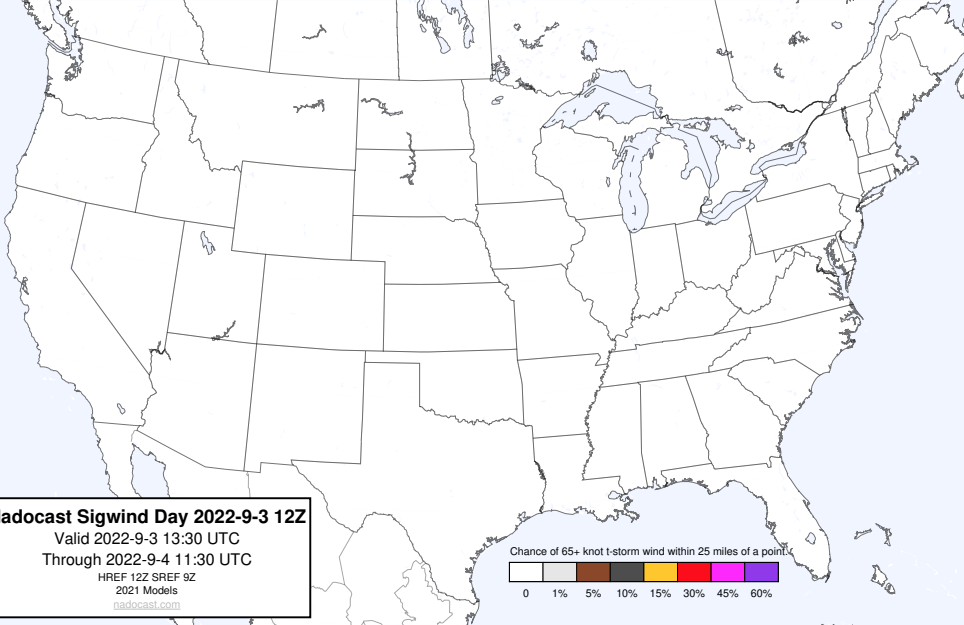 adocast Sigwind Day 2022-9-3 12Z
Valid 2022-9-3 13:30 UTC
Through 2022-9-4 11:30 UTC
HREF 12Z SREF 9Z
2021 Models
nadocast.com
Chance of 65+ knot t-storm wind within 25 miles of a point.
0 1% 5% 10% 15% 30% 45% 60%